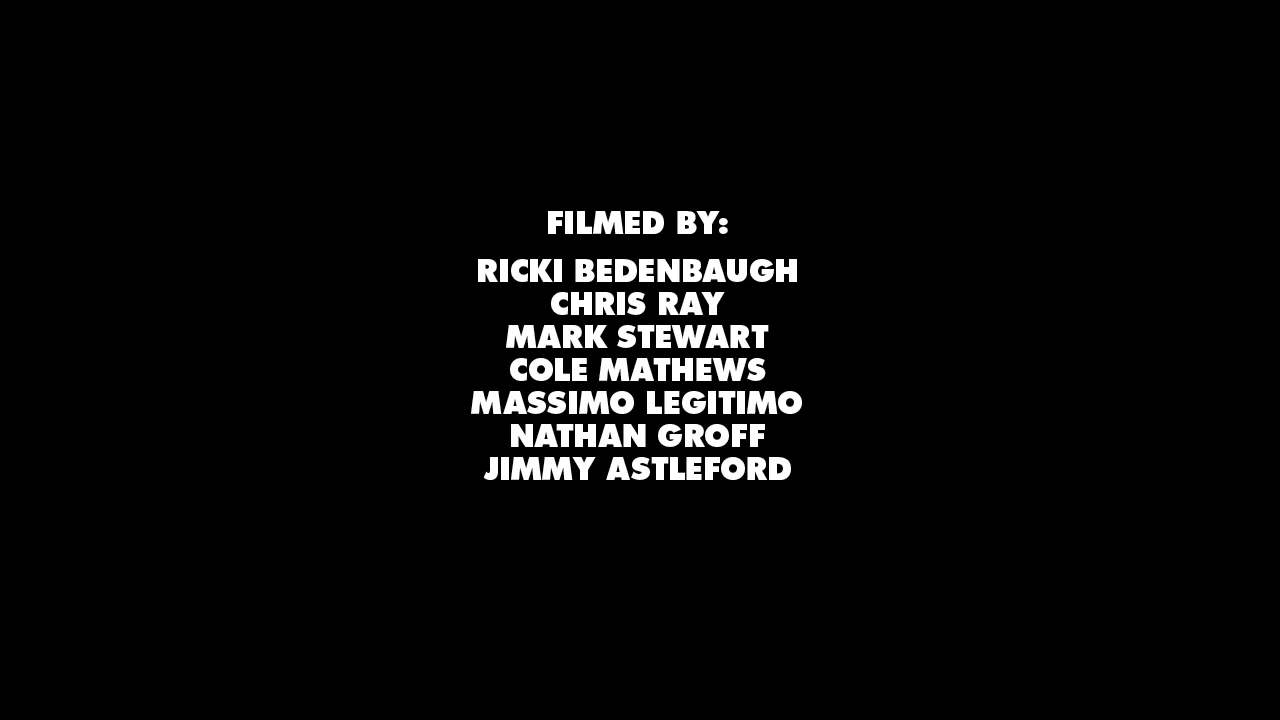 FILMED BY:
RICKI BEDENBAUGH
CHRIS RAY
MARK STEWART
COLE MATHEWS
MASSIMO LEGITIMO
NATHAN GROFF
JIMMY ASTLEFORD